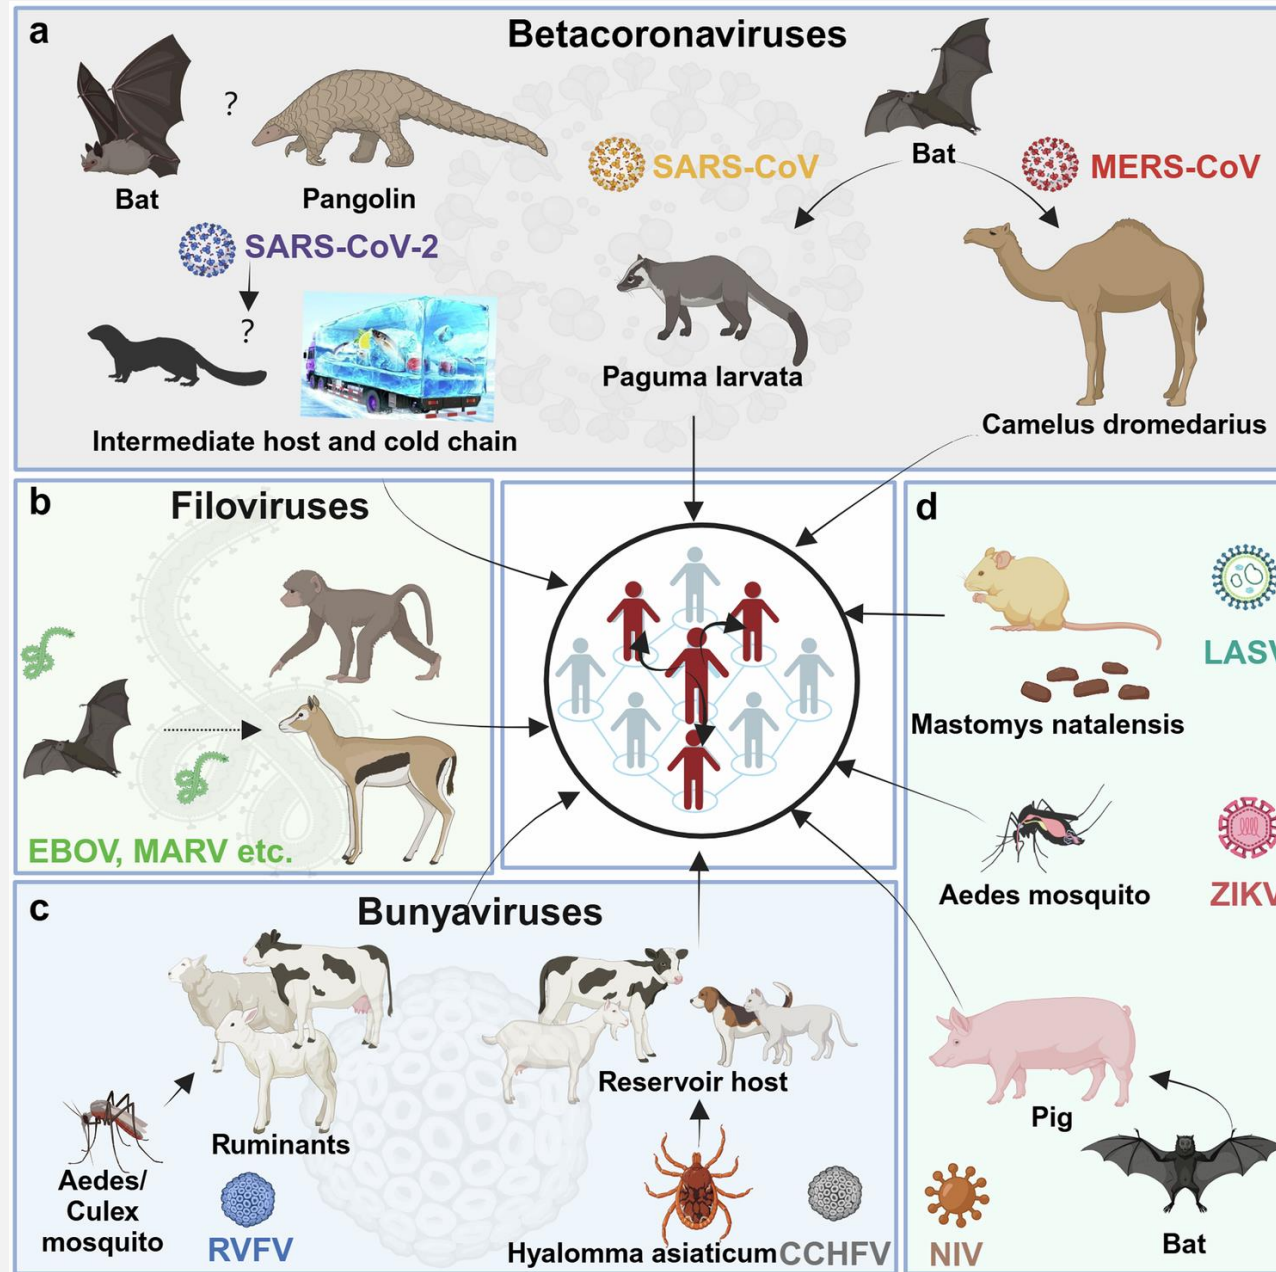 a
Betacoronaviruses
?
Bat
Pangolin
SARS-CoV-2
?
Intermediate host and cold chain
SARS-CoV
Bat
MERS-CoV
Paguma larvata
Camelus dromedarius
b
Filoviruses
EBOV, MARV etc.
c
Bunyaviruses
Aedes/
Culex
mosquito
Ruminants
RVFV
Reservoir host
Hyalomma asiaticum
CCHFV
d
LASV
Mastomys natalensis
Aedes mosquito
ZIKV
Pig
NIV
Bat